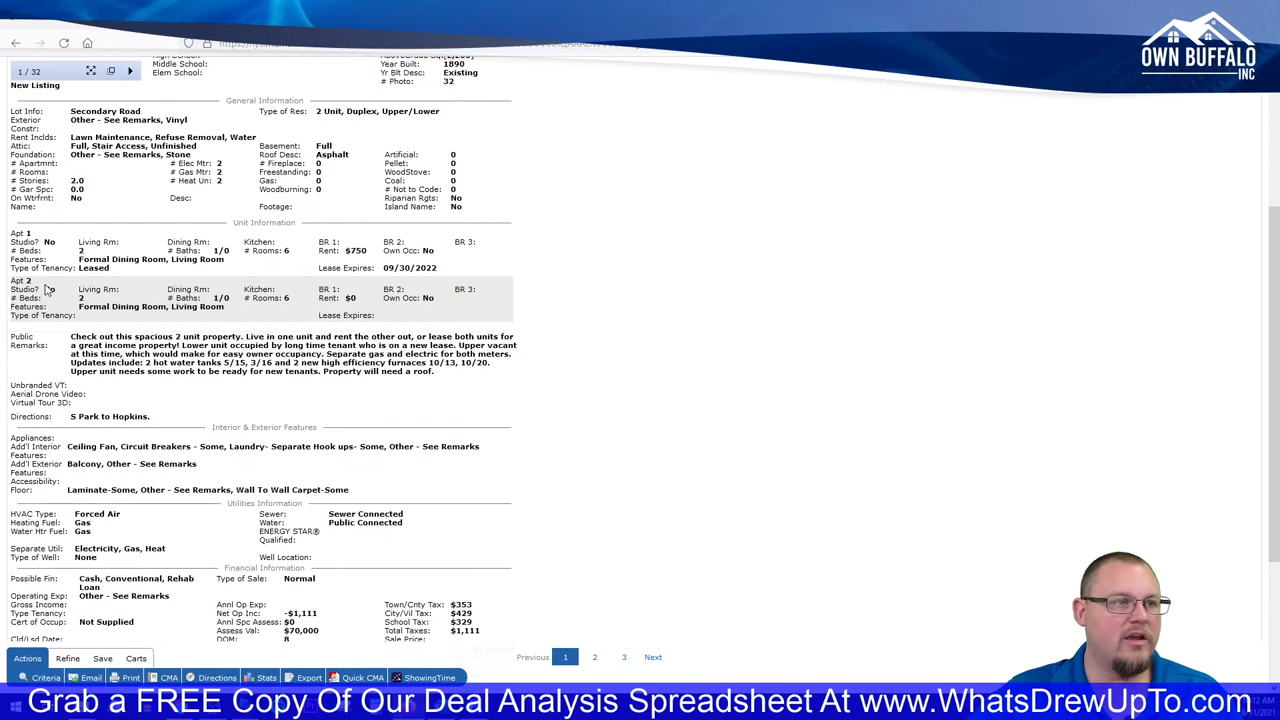 OWN BUFFALO
INC
1 / 32
Middle School:
Elem School:
Year Built: 1890
Yr Blt Desc: Existing
# Photo: 32
New Listing
General Information
Lot Info: Secondary Road Type of Res: 2 Unit, Duplex, Upper/Lower
Exterior Other - See Remarks, Vinyl
Constr:
Rent Inclds: Lawn Maintenance, Refuse Removal, Water
Attic: Full, Stair Access, Unfinished Basement: Full
Foundation: Other - See Remarks, Stone Roof Desc: Asphalt Artificial: 0
# Apartmnt: # Elec Mtr: 2 # Fireplace: 0 Pellet: 0
# Rooms: # Gas Mtr: 2 Freestanding: 0 WoodStove: 0
# Stories: 2.0 # Heat Un: 2 Gas: 0 Coal: 0
# Gar Spc: 0.0 Woodburning: 0 # Not to Code: 0
On Wtrfrnt: No Desc: Riparian Rgts: No
Name: Footage: Island Name: No
Unit Information
Apt 1
Studio? No Living Rm: Dining Rm: Kitchen: BR 1: BR 2: BR 3:
# Beds: 2 # Baths: 1/0 # Rooms: 6 Rent: $750 Own Occ: No
Features: Formal Dining Room, Living Room
Type of Tenancy: Leased Lease Expires: 09/30/2022
Apt 2
Studio? No Living Rm: Dining Rm: Kitchen: BR 1: BR 2: BR 3:
# Beds: 2 # Baths: 1/0 # Rooms: 6 Rent: $0 Own Occ: No
Features: Formal Dining Room, Living Room
Type of Tenancy: Lease Expires:
Public Check out this spacious 2 unit property. Live in one unit and rent the other out, or lease both units for
Remarks: a great income property! Lower unit occupied by long time tenant who is on a new lease. Upper vacant
at this time, which would make for easy owner occupancy. Separate gas and electric for both meters.
Updates include: 2 hot water tanks 5/15, 3/16 and 2 new high efficiency furnaces 10/13, 10/20.
Upper unit needs some work to be ready for new tenants. Property will need a roof.
Unbranded VT:
Aerial Drone Video:
Virtual Tour 3D:
Directions: S Park to Hopkins.
Interior & Exterior Features
Appliances:
Add'l Interior Ceiling Fan, Circuit Breakers - Some, Laundry- Separate Hook ups- Some, Other - See Remarks
Features:
Add'l Exterior Balcony, Other - See Remarks
Features:
Accessibility:
Floor: Laminate-Some, Other - See Remarks, Wall To Wall Carpet-Some
Utilities Information
HVAC Type: Forced Air Sewer: Sewer Connected
Heating Fuel: Gas Water: Public Connected
Water Htr Fuel: Gas ENERGY STAR®
Qualified:
Separate Util: Electricity, Gas, Heat
Type of Well: None Well Location:
Financial Information
Possible Fin: Cash, Conventional, Rehab Type of Sale: Normal
Loan
Operating Exp: Other - See Remarks
Gross Income: Annl Op Exp: Town/Cnty Tax: $353
Type Tenancy: Net Op Inc: -$1,111 City/Vil Tax: $429
Cert of Occup: Not Supplied Annl Spc Assess: $0 School Tax: $329
Assess Val: $70,000 Total Taxes: $1,111
Cld/Lsd Date: DOM: 8 Sale Price:
Previous 1 2 3 Next
Actions Refine Save Carts
Criteria Email Print CMA Directions Stats Export Quick CMA ShowingTime
Grab a FREE Copy Of Our Deal Analysis Spreadsheet At www.WhatsDrewUpTo.com